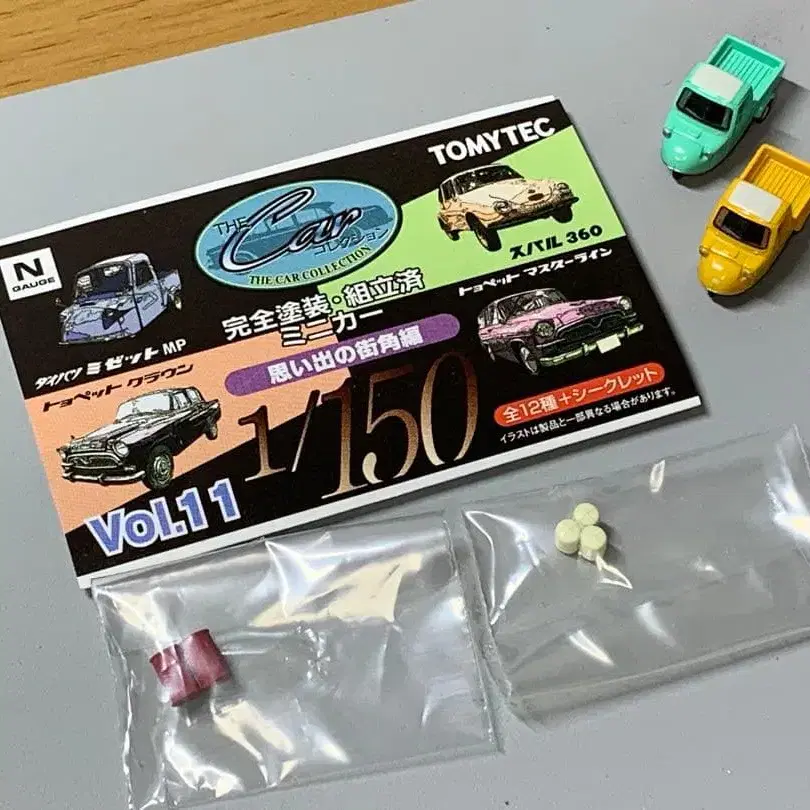 TOMYTEC
THE
Car
コレクション
THE CAR COLLECTION
N
GAUGE
スバル 360
ダイハツ ミゼット MP
完全塗装・組立済
ミニカー
トヨペット マスターライン
トヨペット クラウン
思い出の街角編
1/150
全12種+シークレット
イラストは製品と一部異なる場合があります。
Vol.11